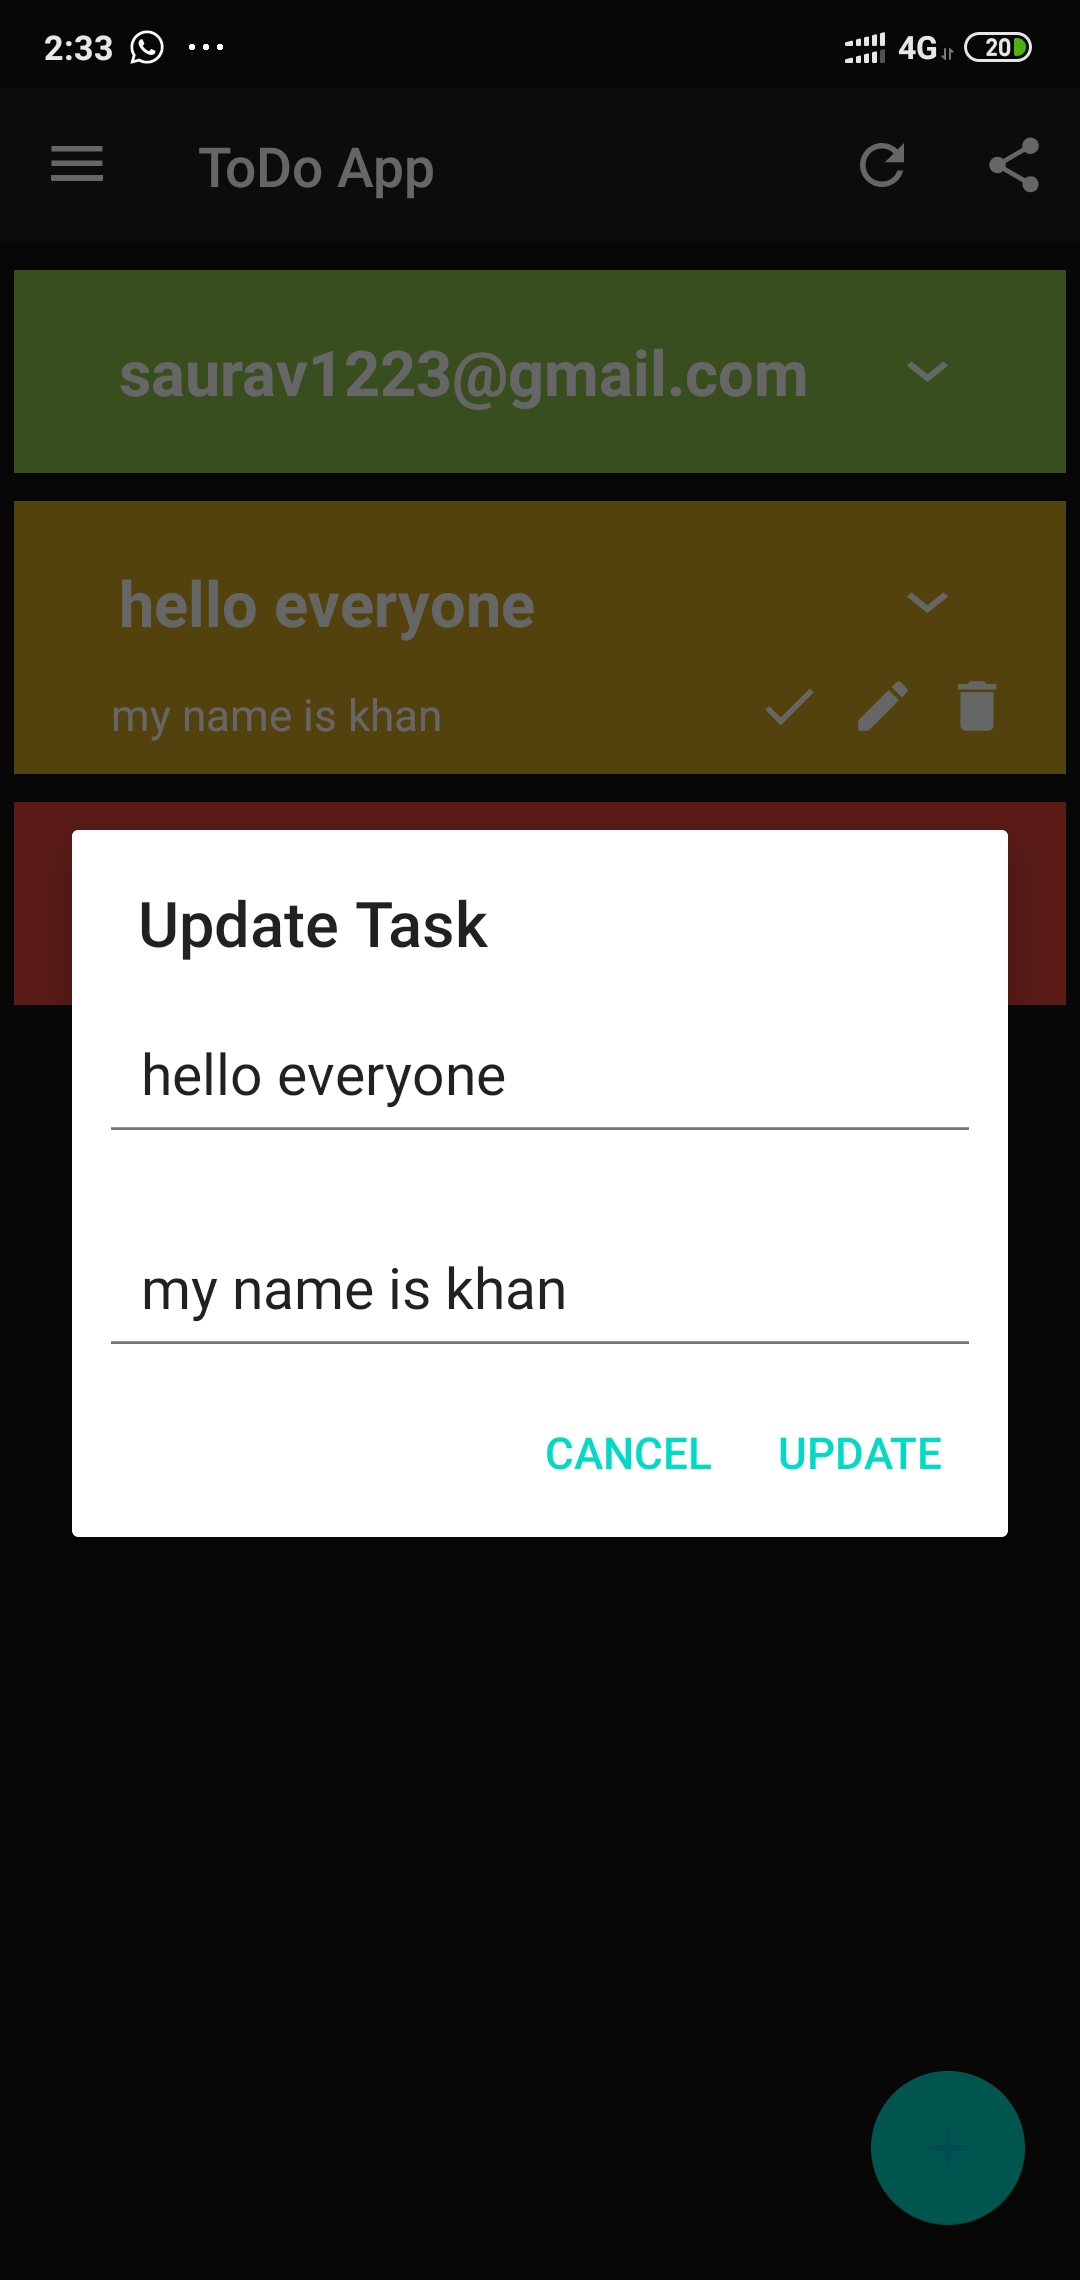 2:33
4G
20
ToDo App
saurav1223@gmail.com
hello everyone
my name is khan
Update Task
hello everyone
my name is khan
CANCEL UPDATE